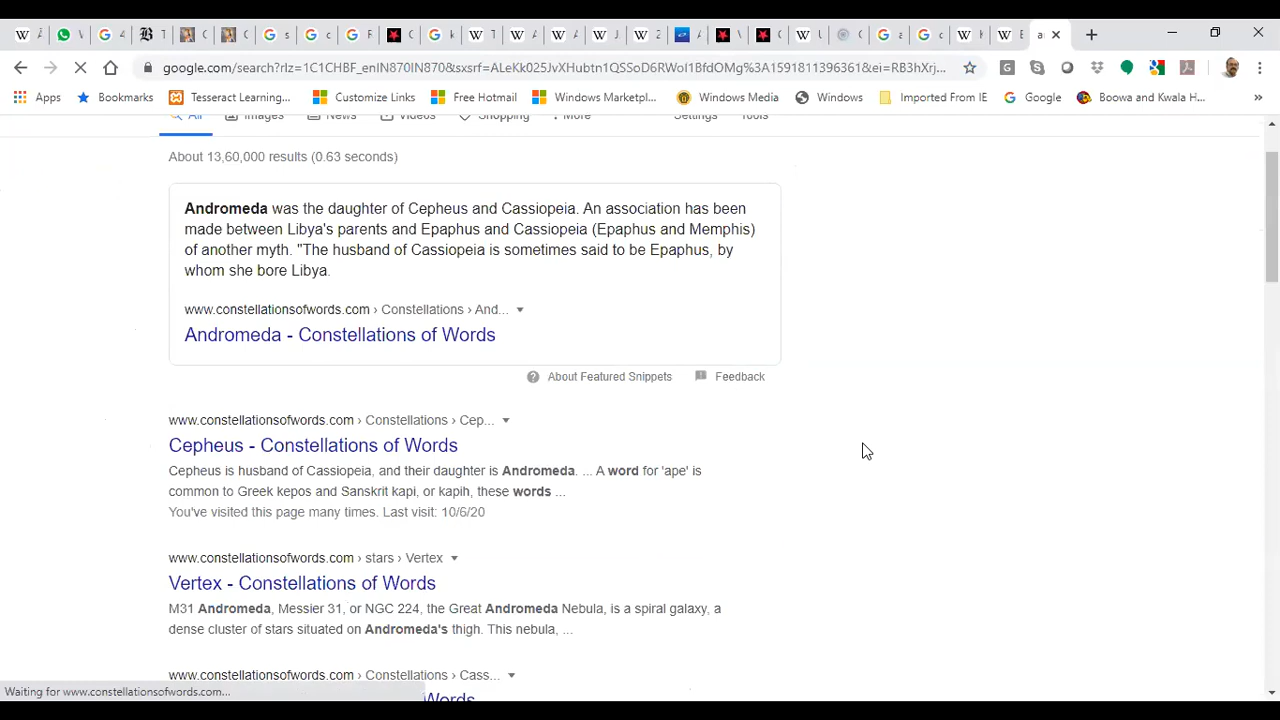 google.com/search?rlz=1C1CHBF_enIN870IN870&sxsrf=ALeKk025JvXHubtn1QSSoD6RWoI1BfdOMg%3A1591811396361&ei=RB3hXrj...
Apps Bookmarks Tesseract Learning... Customize Links Free Hotmail Windows Marketpl... Windows Media Windows Imported From IE Google Boowa and Kwala H... »
All Images News Videos Shopping More Settings Tools
About 13,60,000 results (0.63 seconds)
Andromeda was the daughter of Cepheus and Cassiopeia. An association has been
made between Libya's parents and Epaphus and Cassiopeia (Epaphus and Memphis)
of another myth. "The husband of Cassiopeia is sometimes said to be Epaphus, by
whom she bore Libya.
www.constellationsofwords.com › Constellations › And...
Andromeda - Constellations of Words
About Featured Snippets Feedback
www.constellationsofwords.com › Constellations › Cep...
Cepheus - Constellations of Words
Cepheus is husband of Cassiopeia, and their daughter is Andromeda. ... A word for 'ape' is
common to Greek kepos and Sanskrit kapi, or kapih, these words ...
You've visited this page many times. Last visit: 10/6/20
www.constellationsofwords.com › stars › Vertex
Vertex - Constellations of Words
M31 Andromeda, Messier 31, or NGC 224, the Great Andromeda Nebula, is a spiral galaxy, a
dense cluster of stars situated on Andromeda's thigh. This nebula, ...
www.constellationsofwords.com › Constellations › Cass...
Words
Waiting for www.constellationsofwords.com...